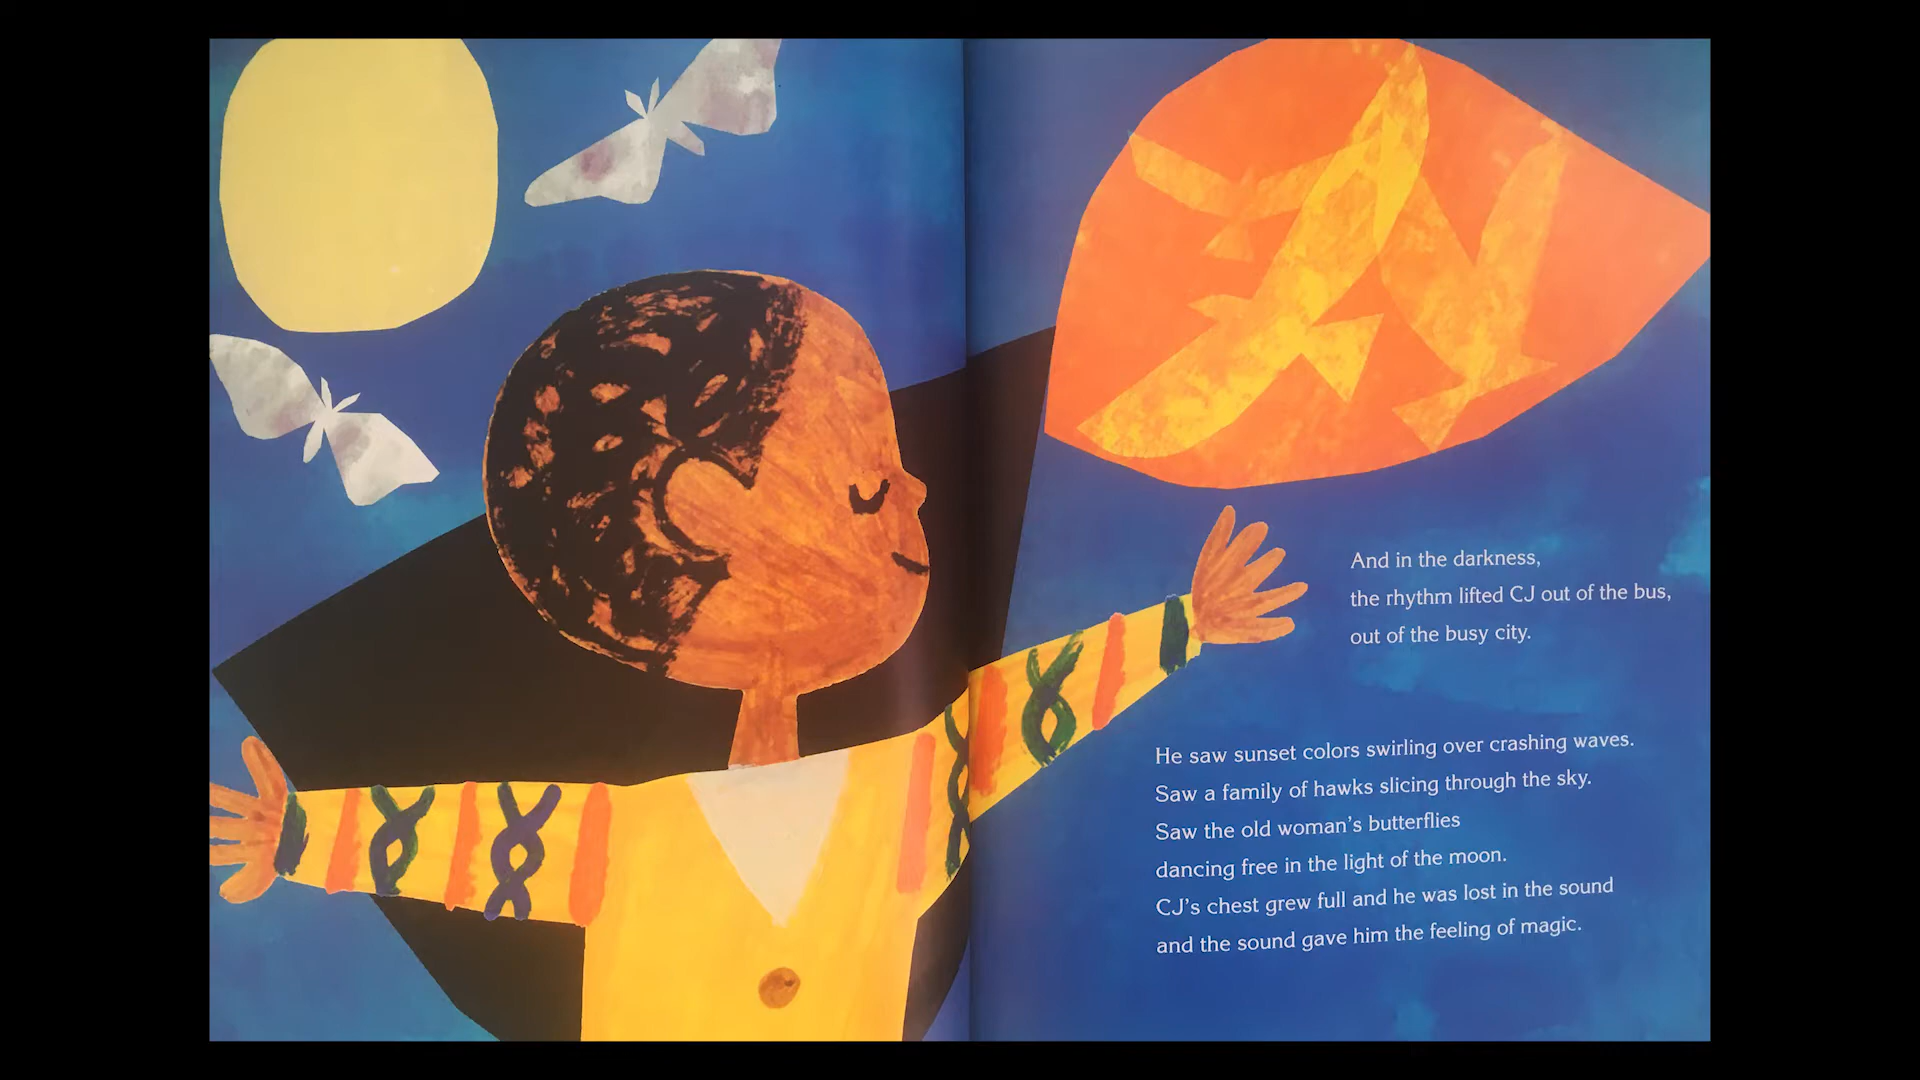 And in the darkness,
the rhythm lifted CJ out of the bus,
out of the busy city.
He saw sunset colors swirling over crashing waves.
Saw a family of hawks slicing through the sky.
Saw the old woman’s butterflies
dancing free in the light of the moon.
CJ’s chest grew full and he was lost in the sound
and the sound gave him the feeling of magic.